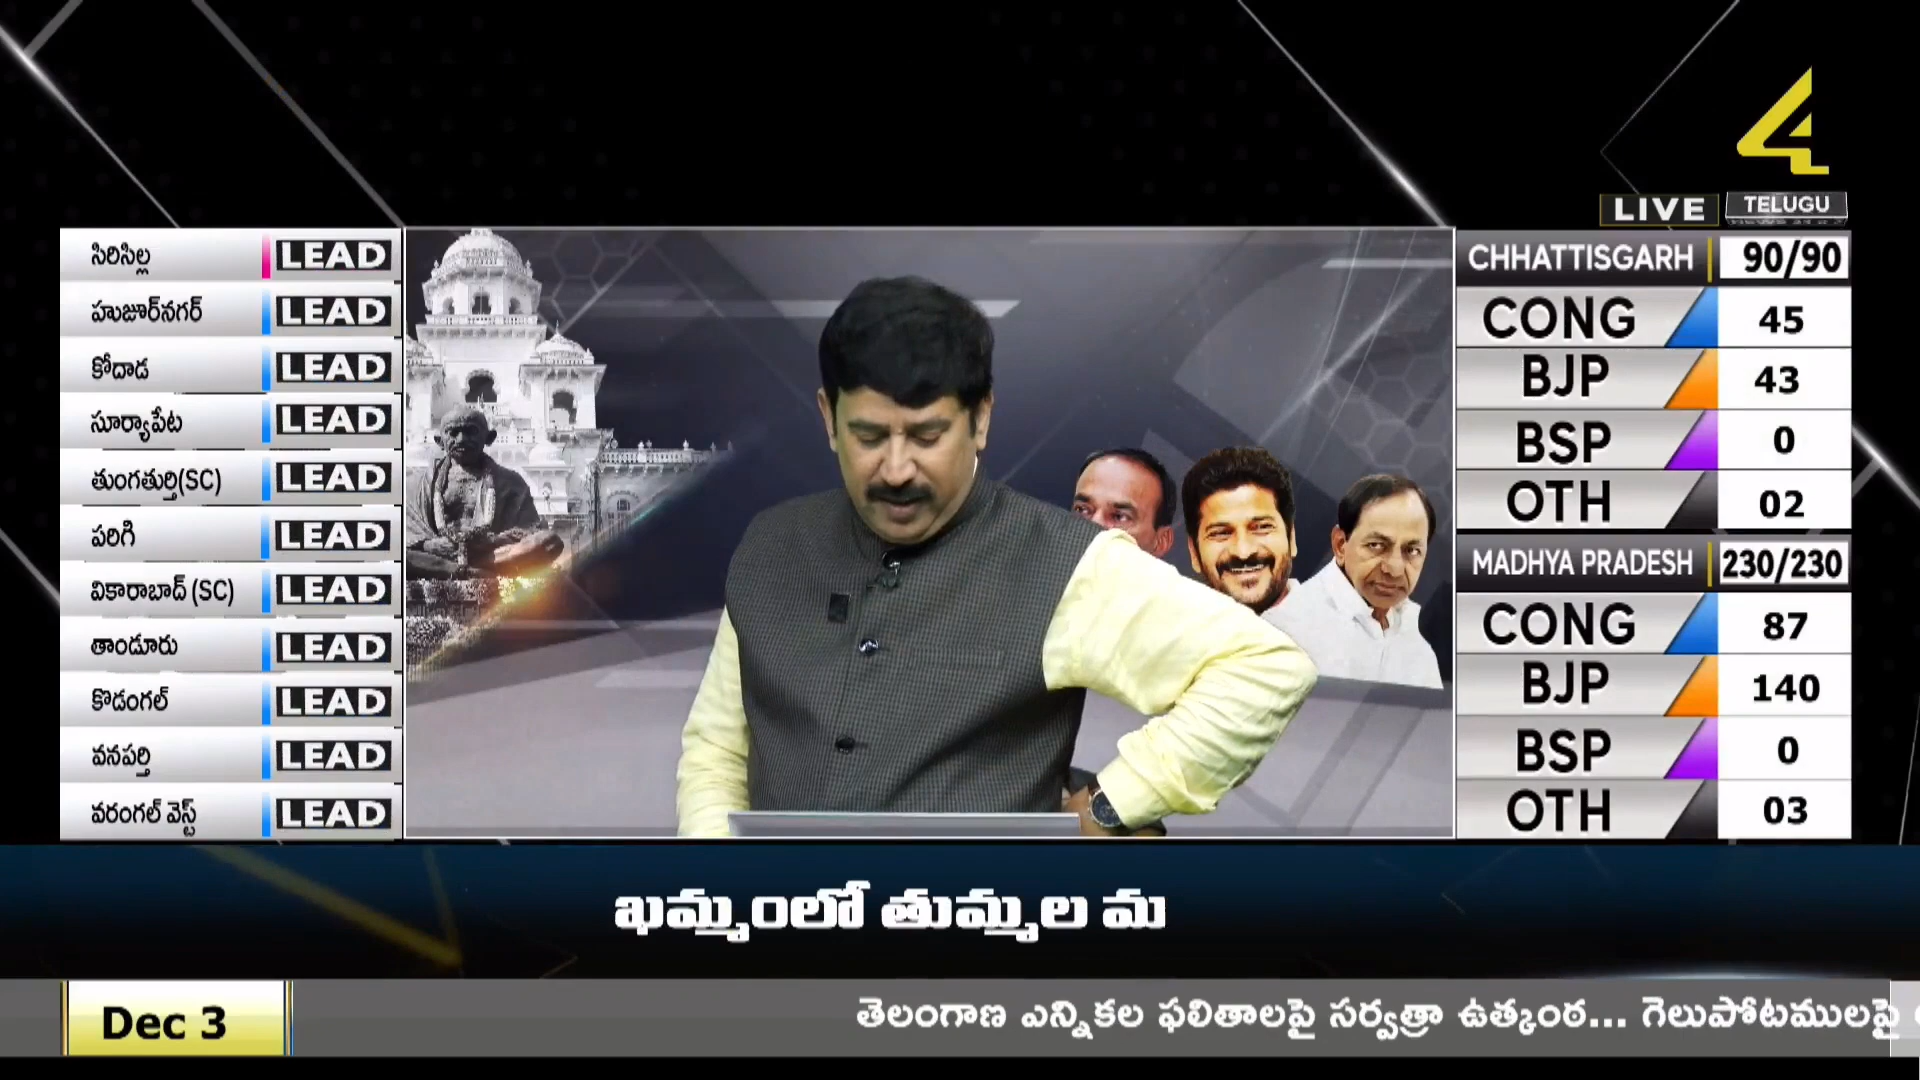 4
LIVE
TELUGU
సిరిసిల్ల LEAD
హుజూర్‌నగర్ LEAD
కోదాడ LEAD
సూర్యాపేట LEAD
తుంగతుర్తి(SC) LEAD
పరిగి LEAD
వికారాబాద్ (SC) LEAD
తాండూరు LEAD
కొడంగల్ LEAD
వనపర్తి LEAD
వరంగల్ వెస్ట్ LEAD
CHHATTISGARH 90/90
CONG 45
BJP 43
BSP 0
OTH 02
MADHYA PRADESH 230/230
CONG 87
BJP 140
BSP 0
OTH 03
ఖమ్మంలో తుమ్మల మ
Dec 3
తెలంగాణ ఎన్నికల ఫలితాలపై సర్వత్రా ఉత్కంఠ... గెలుపోటములపై